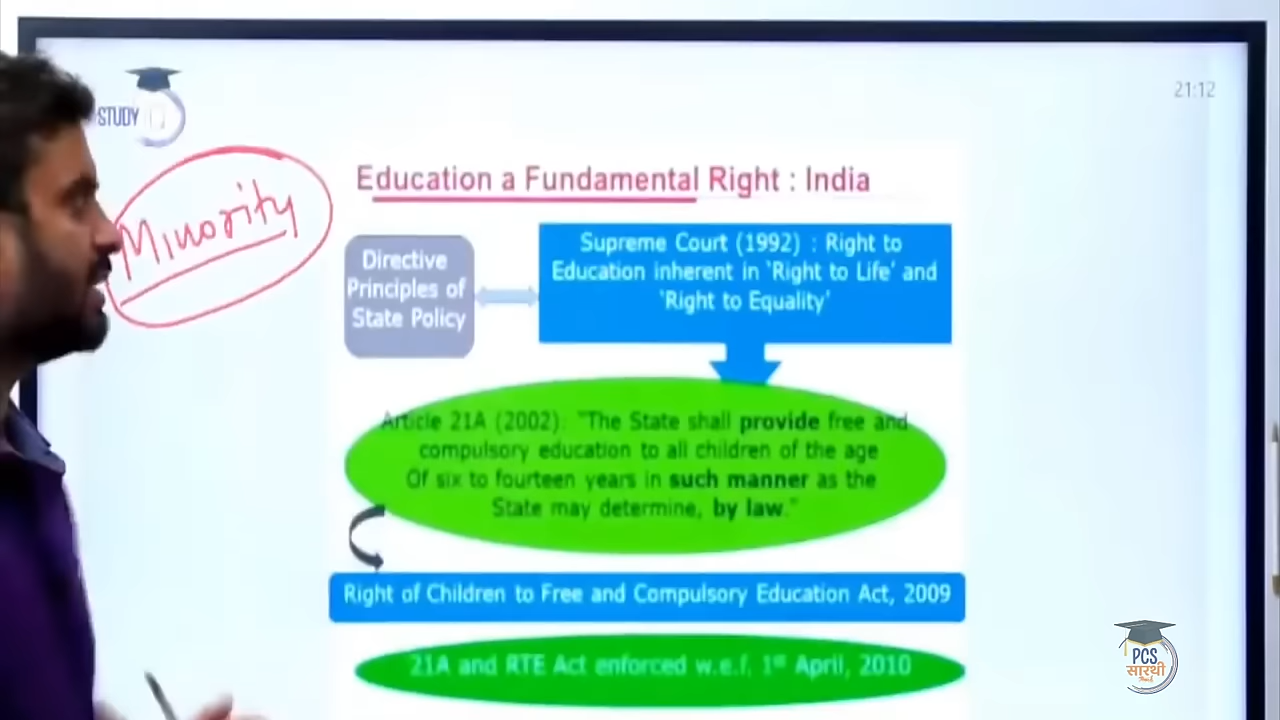 STUDY
21:12
Minority
Education a Fundamental Right : India
Directive
Principles of
State Policy
Supreme Court (1992) : Right to
Education inherent in 'Right to Life' and
'Right to Equality'
Article 21A (2002): "The State shall provide free and
compulsory education to all children of the age
Of six to fourteen years in such manner as the
State may determine, by law."
Right of Children to Free and Compulsory Education Act, 2009
21A and RTE Act enforced w.e.f. 1st April, 2010
PCS
सारथी